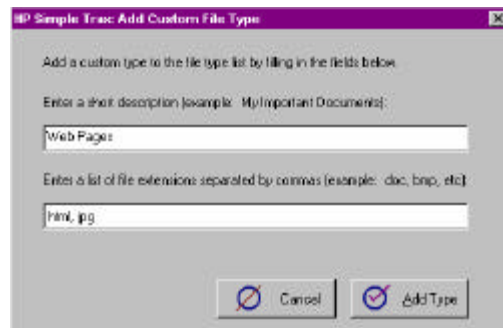 HP Simple Trax Add Custom File Type
Add a custom type to the file type list by filling in the fields below.
Enter a short description (example: My Important Documents):
Web Pages
Enter a list of file extensions separated by commas (example: doc, bmp, etc):
html, jpg
Cancel
Add Type